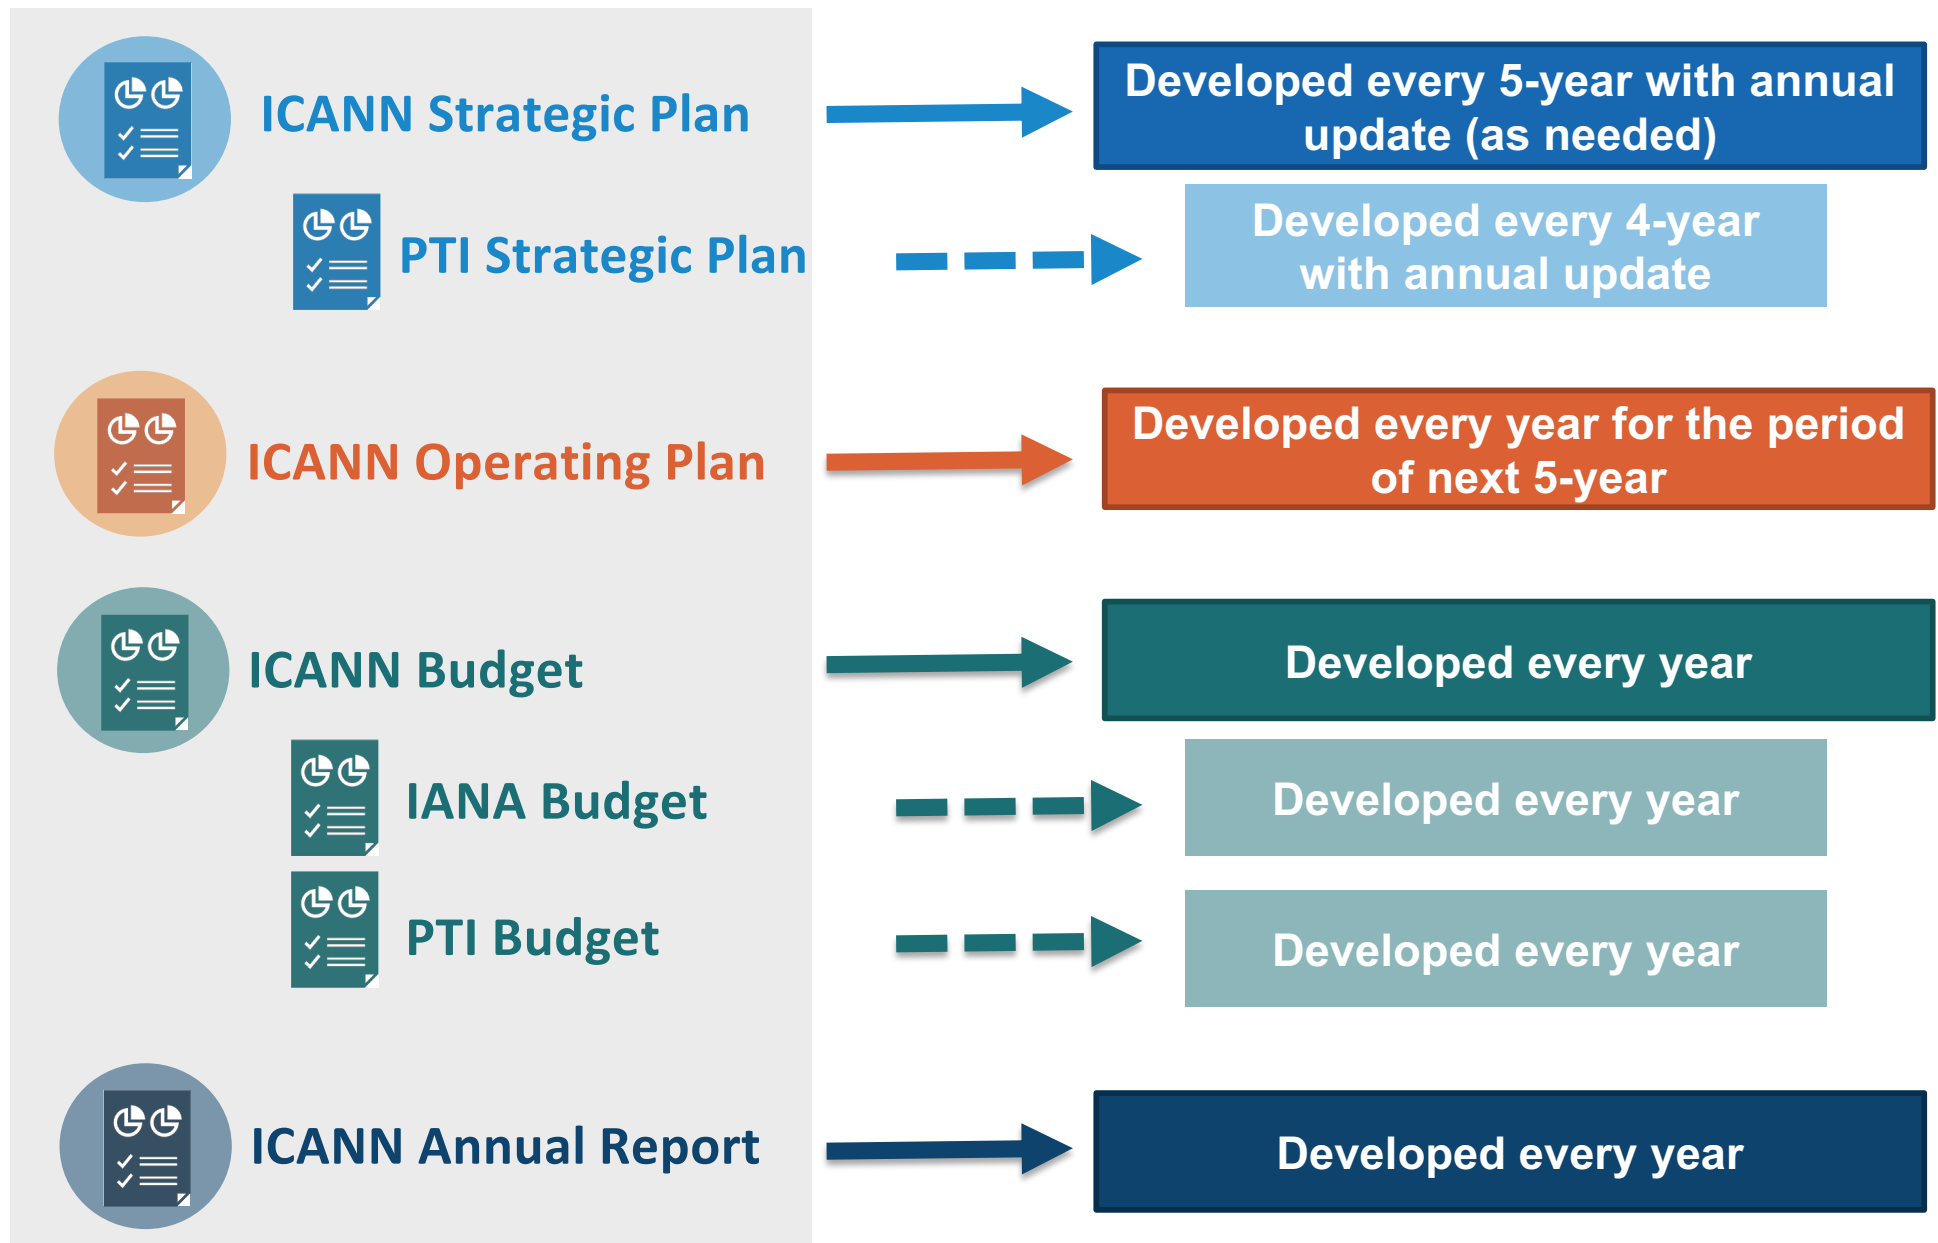 ICANN Strategic Plan
Developed every 5-year with annual
update (as needed)
PTI Strategic Plan
Developed every 4-year
with annual update
ICANN Operating Plan
Developed every year for the period
of next 5-year
ICANN Budget
Developed every year
IANA Budget
Developed every year
PTI Budget
Developed every year
ICANN Annual Report
Developed every year